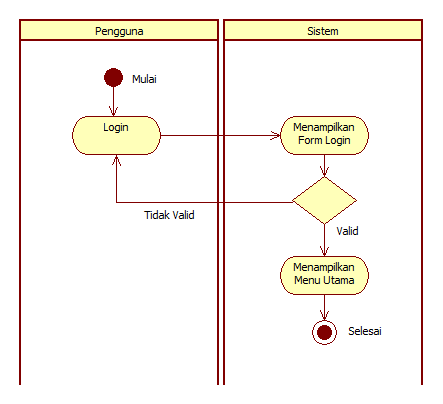 Pengguna
Sistem
Mulai
Login
Menampilkan
Form Login
Tidak Valid
Valid
Menampilkan
Menu Utama
Selesai